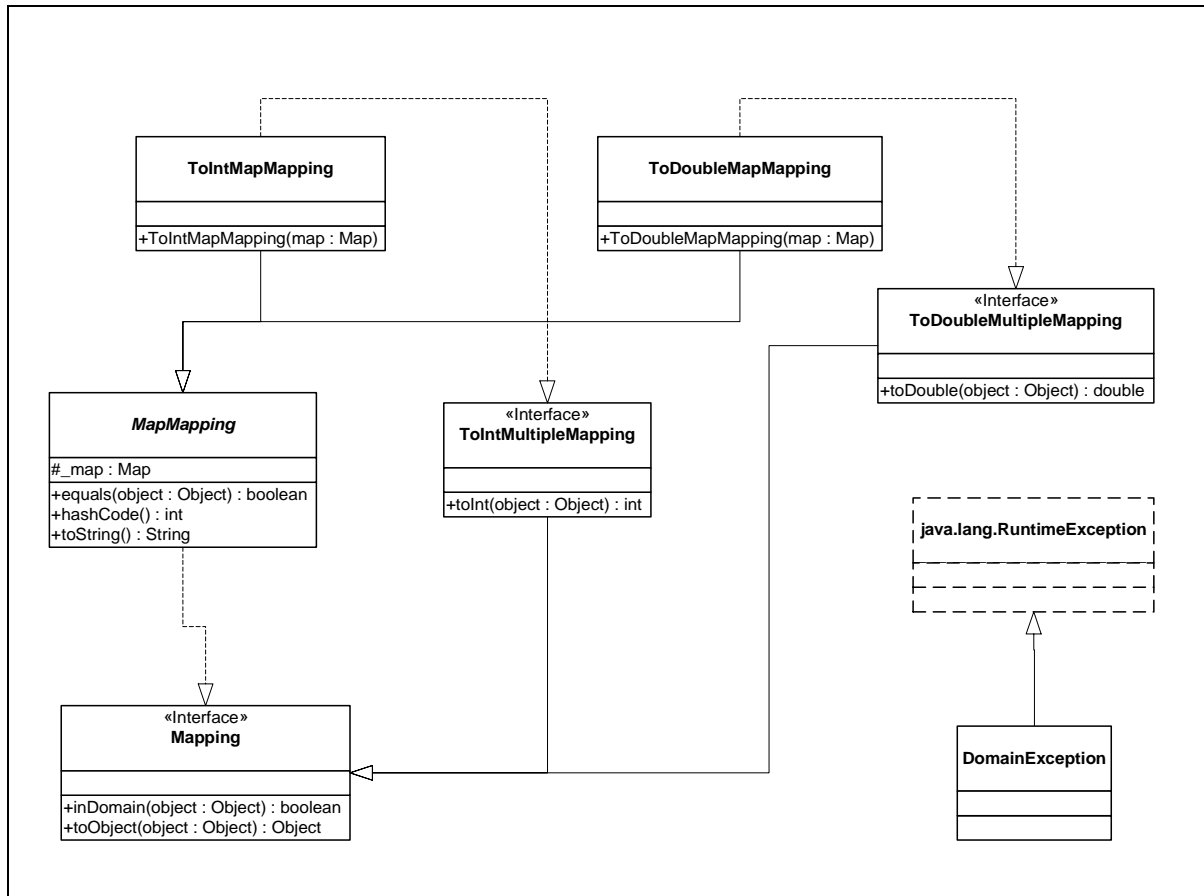 ToIntMapMapping
+ToIntMapMapping(map : Map)
ToDoubleMapMapping
+ToDoubleMapMapping(map : Map)
«Interface»
ToDoubleMultipleMapping
+toDouble(object : Object) : double
MapMapping
#_map : Map
+equals(object : Object) : boolean
+hashCode() : int
+toString() : String
«Interface»
ToIntMultipleMapping
+toInt(object : Object) : int
java.lang.RuntimeException
«Interface»
Mapping
+inDomain(object : Object) : boolean
+toObject(object : Object) : Object
DomainException